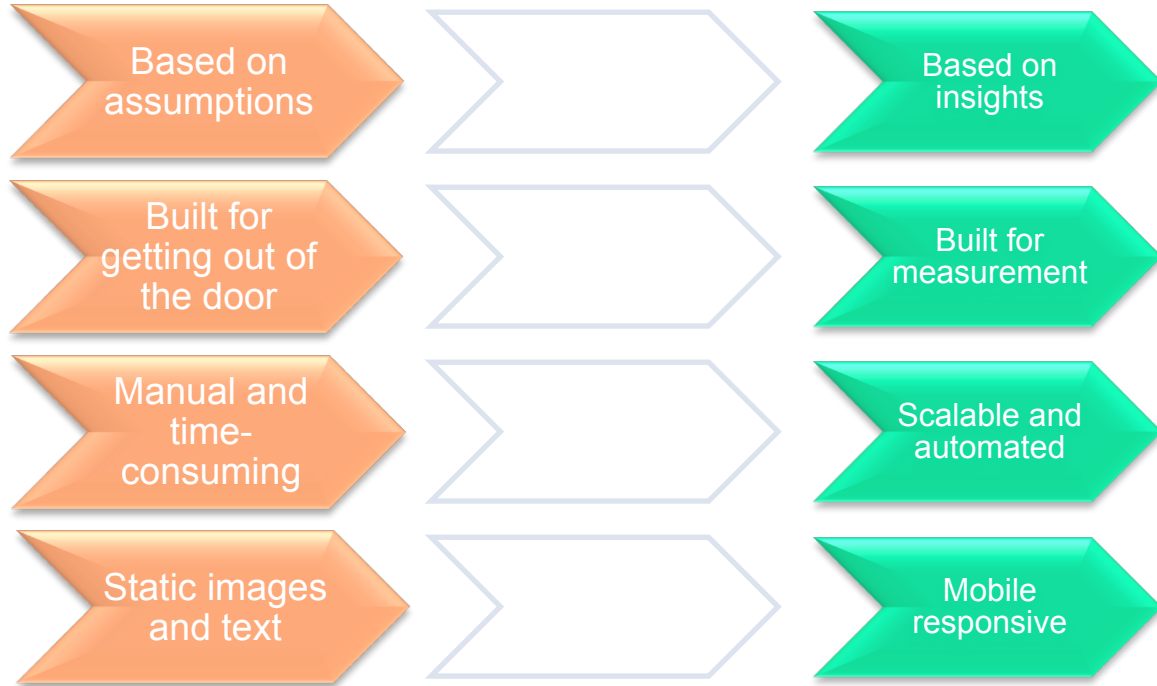 Based on
assumptions
Based on
insights
Built for
getting out of
the door
Built for
measurement
Manual and
time-
consuming
Scalable and
automated
Static images
and text
Mobile
responsive